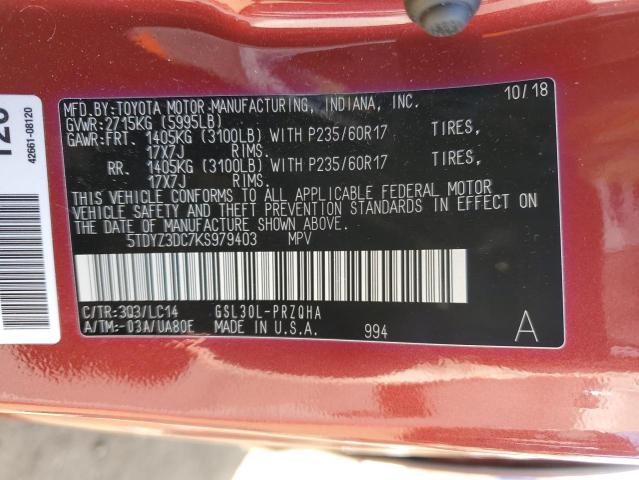 MFD.BY:TOYOTA MOTOR MANUFACTURING, INDIANA, INC. 10/18
GVWR:2715KG (5995LB)
GAWR:FRT. 1405KG (3100LB) WITH P235/60R17 TIRES,
17X7J RIMS.
RR. 1405KG (3100LB) WITH P235/60R17 TIRES,
17X7J RIMS.
THIS VEHICLE CONFORMS TO ALL APPLICABLE FEDERAL MOTOR
VEHICLE SAFETY AND THEFT PREVENTION STANDARDS IN EFFECT ON
THE DATE OF MANUFACTURE SHOWN ABOVE.
5TDYZ3DC7KS979403 MPV
C/TR:3Q3/LC14 GSL30L-PRZQHA
A/TM:-03A/UA80E MADE IN U.S.A. 994 A
42661-08120